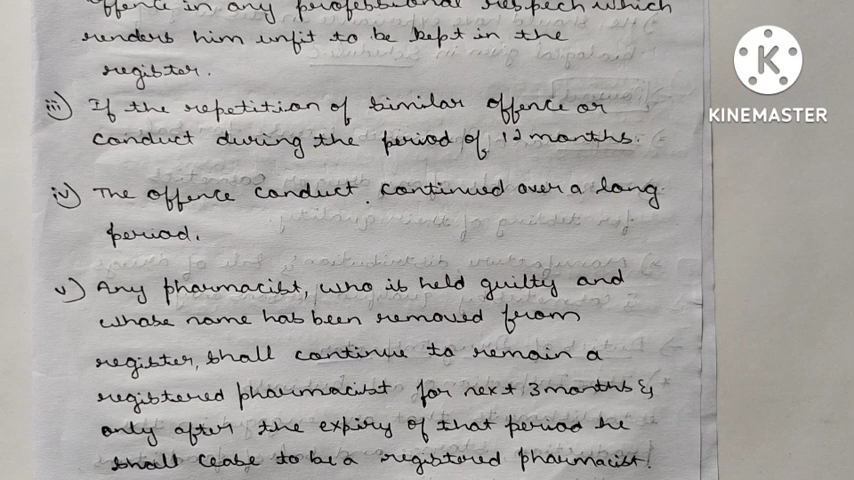 offence in any professional respech which
renders him unfit to be kept in the
register.
iii) If the repetition of similar offence or
conduct during the period of 12 months.
iv) The offence conduct. continued over a long
period.
v) Any pharmacist, who is held guilty and
whose name has been removed from
register, shall continue to remain a
registered pharmacist for next 3 months &
only after the expiry of that period he
shall cease to be a registered pharmacist.
K
KINEMASTER